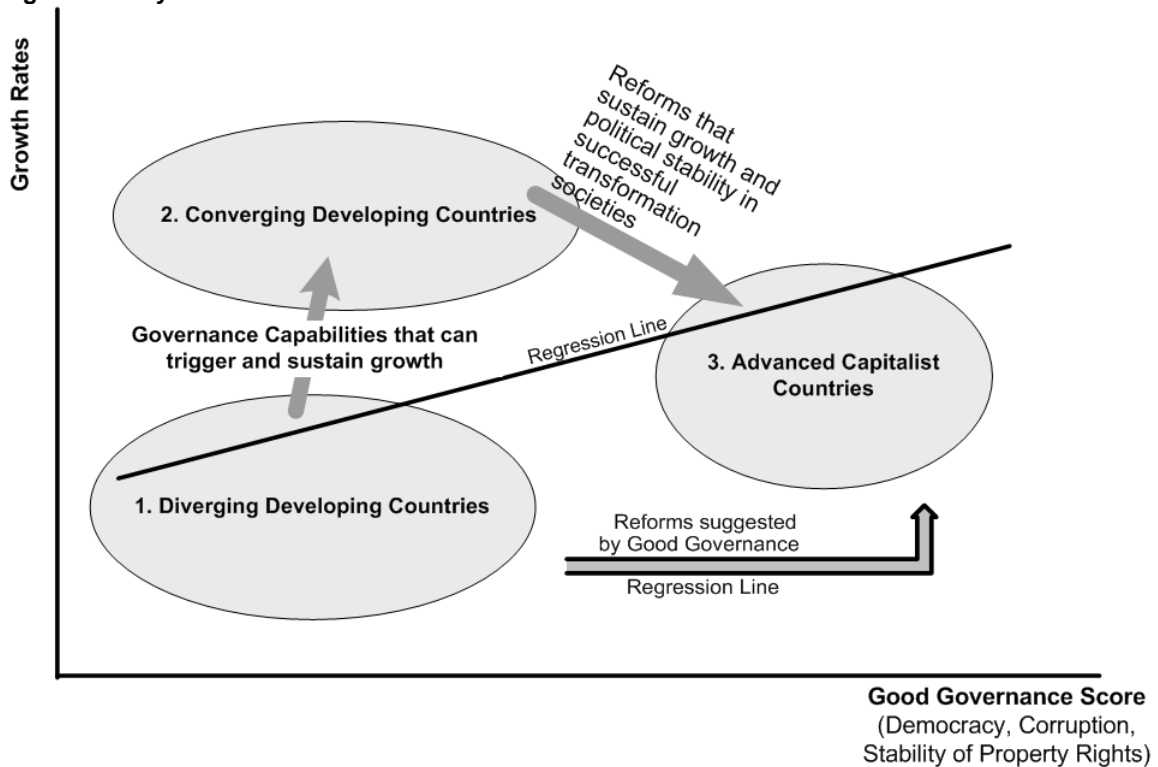 Growth Rates
Reforms that
sustain growth and
political stability in
successful
transformation
societies
2. Converging Developing Countries
Governance Capabilities that can
trigger and sustain growth
Regression Line
3. Advanced Capitalist
Countries
1. Diverging Developing Countries
Reforms suggested
by Good Governance
Regression Line
Good Governance Score
(Democracy, Corruption,
Stability of Property Rights)